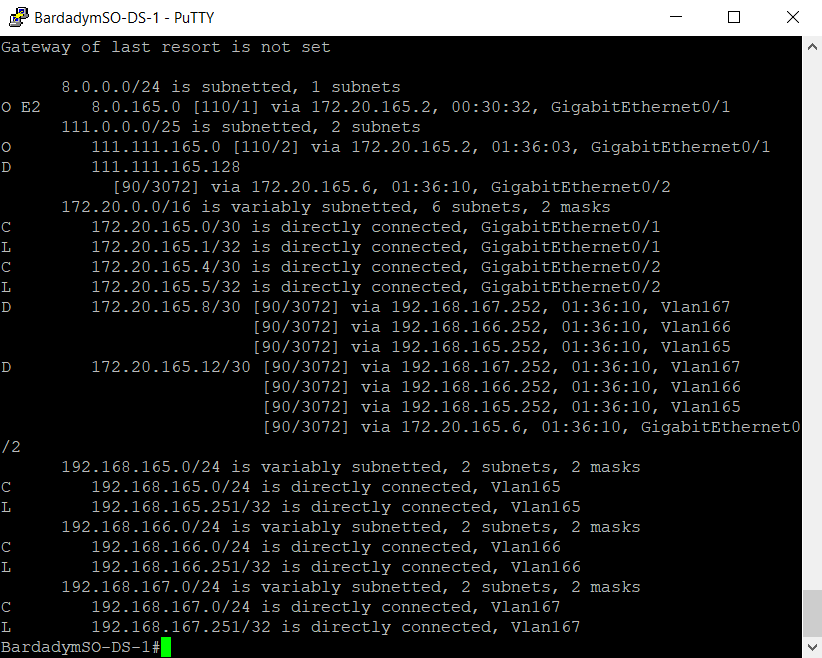 BardadymSO-DS-1 - PuTTY
Gateway of last resort is not set
8.0.0.0/24 is subnetted, 1 subnets
O E2 8.0.165.0 [110/1] via 172.20.165.2, 00:30:32, GigabitEthernet0/1
111.0.0.0/25 is subnetted, 2 subnets
O 111.111.165.0 [110/2] via 172.20.165.2, 01:36:03, GigabitEthernet0/1
D 111.111.165.128
[90/3072] via 172.20.165.6, 01:36:10, GigabitEthernet0/2
172.20.0.0/16 is variably subnetted, 6 subnets, 2 masks
C 172.20.165.0/30 is directly connected, GigabitEthernet0/1
L 172.20.165.1/32 is directly connected, GigabitEthernet0/1
C 172.20.165.4/30 is directly connected, GigabitEthernet0/2
L 172.20.165.5/32 is directly connected, GigabitEthernet0/2
D 172.20.165.8/30 [90/3072] via 192.168.167.252, 01:36:10, Vlan167
[90/3072] via 192.168.166.252, 01:36:10, Vlan166
[90/3072] via 192.168.165.252, 01:36:10, Vlan165
D 172.20.165.12/30 [90/3072] via 192.168.167.252, 01:36:10, Vlan167
[90/3072] via 192.168.166.252, 01:36:10, Vlan166
[90/3072] via 192.168.165.252, 01:36:10, Vlan165
[90/3072] via 172.20.165.6, 01:36:10, GigabitEthernet0
/2
192.168.165.0/24 is variably subnetted, 2 subnets, 2 masks
C 192.168.165.0/24 is directly connected, Vlan165
L 192.168.165.251/32 is directly connected, Vlan165
192.168.166.0/24 is variably subnetted, 2 subnets, 2 masks
C 192.168.166.0/24 is directly connected, Vlan166
L 192.168.166.251/32 is directly connected, Vlan166
192.168.167.0/24 is variably subnetted, 2 subnets, 2 masks
C 192.168.167.0/24 is directly connected, Vlan167
L 192.168.167.251/32 is directly connected, Vlan167
BardadymSO-DS-1#